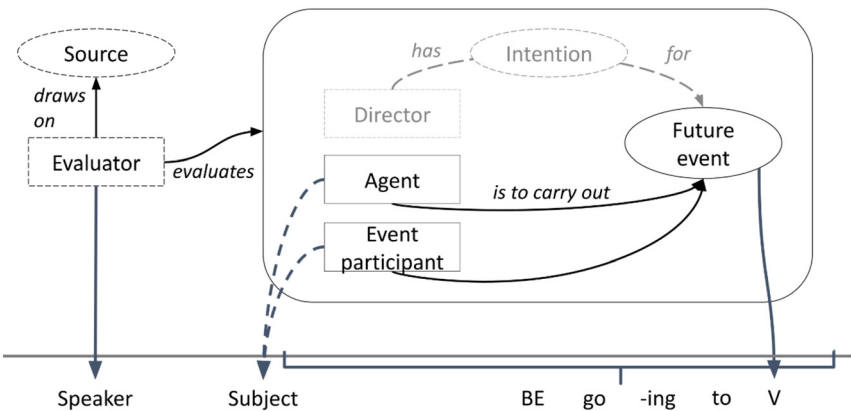 Source
has
Intention
for
draws
on
Director
Future
event
Evaluator
evaluates
Agent
is to carry out
Event
participant
Speaker
Subject
BE go -ing to V